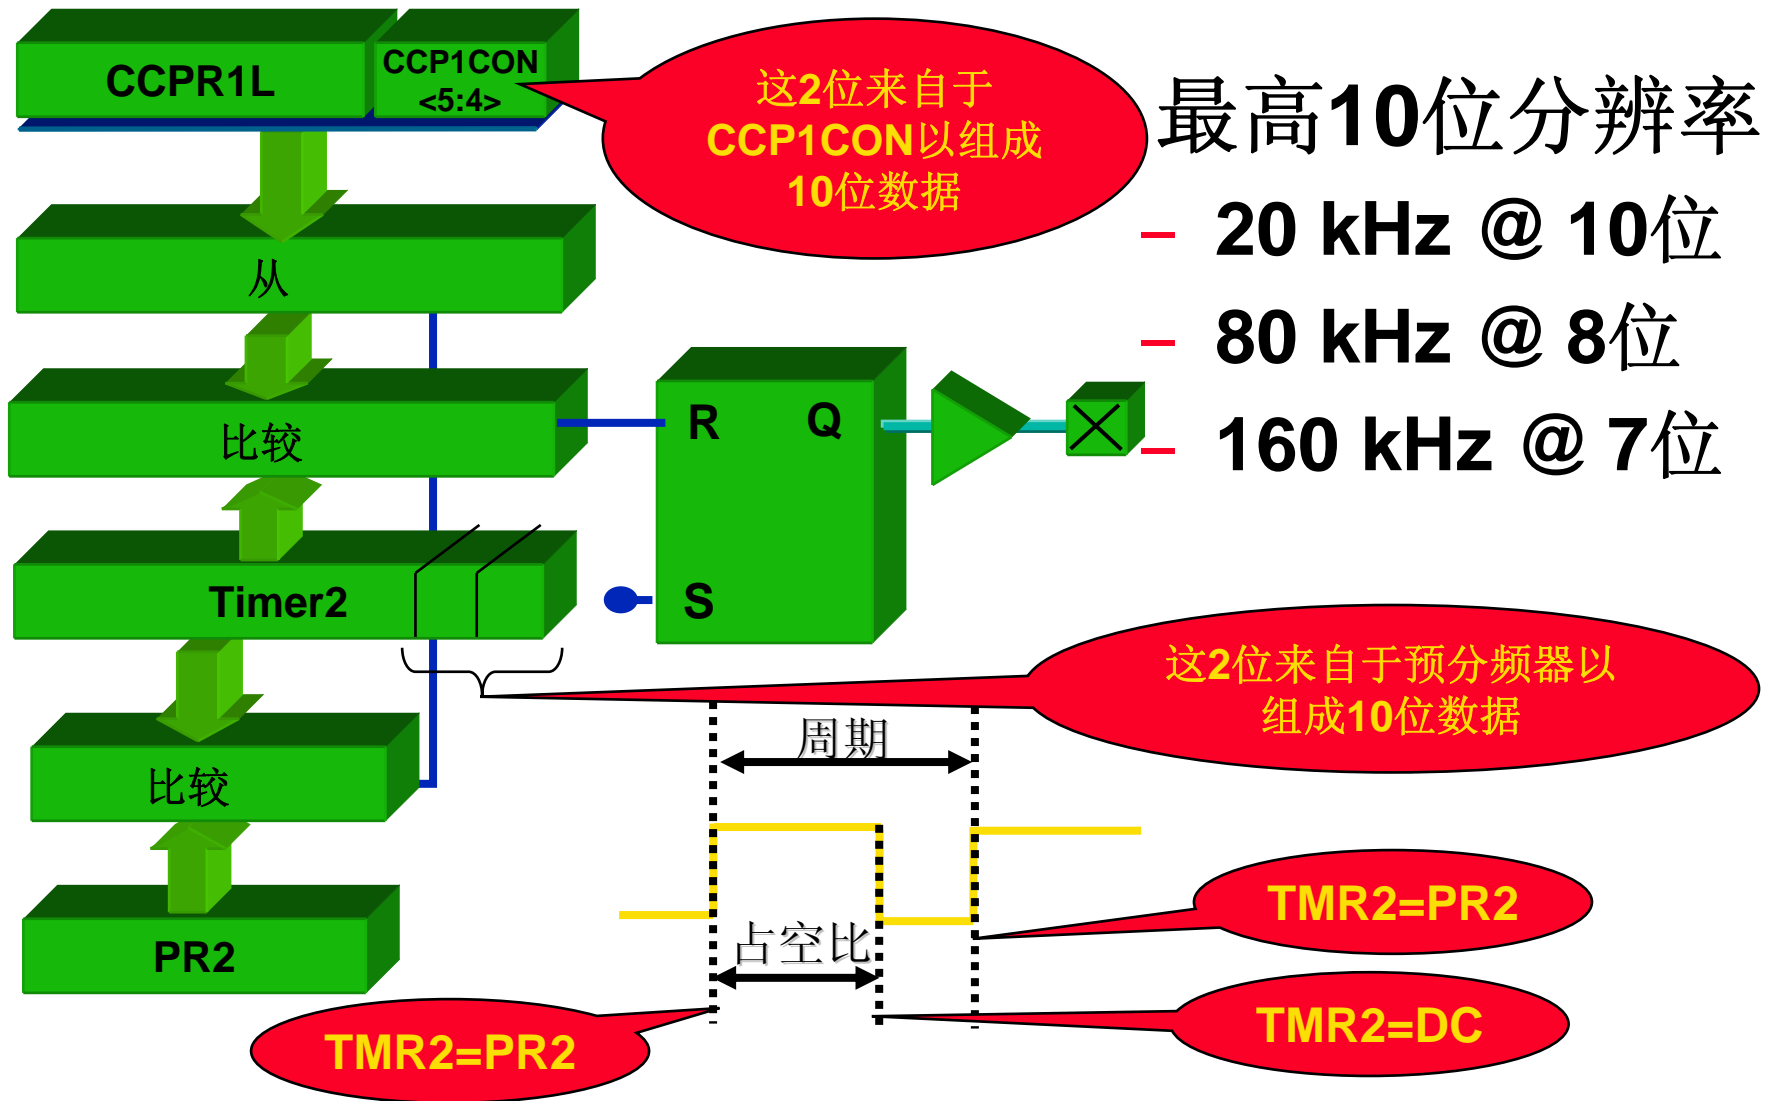 CCPR1L
CCP1CON
<5:4>
这2位来自于
CCP1CON以组成
10位数据
最高10位分辨率
– 20 kHz @ 10位
– 80 kHz @ 8位
– 160 kHz @ 7位
从
比较
R
Q
S
Timer2
这2位来自于预分频器以
组成10位数据
周期
比较
占空比
PR2
TMR2=PR2
TMR2=DC
TMR2=PR2